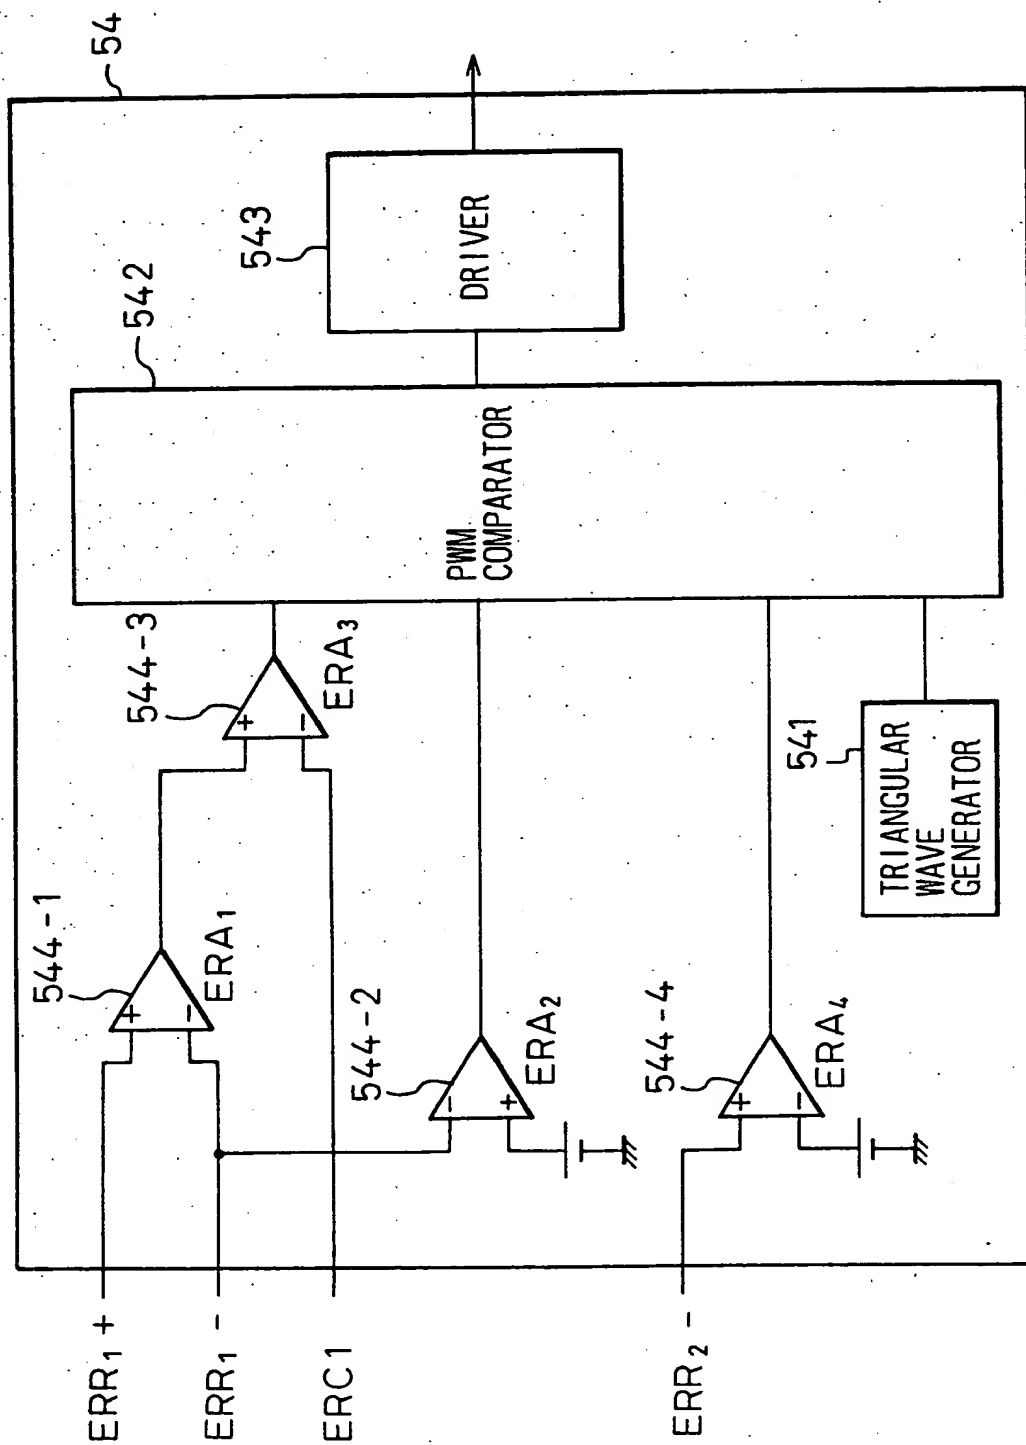 54
543
DRIVER
542
PWM
COMPARATOR
544-3
+
-
ERA3
541
TRIANGULAR
WAVE
GENERATOR
544-1
+
-
ERA1
544-2
-
+
ERA2
544-4
+
-
ERA4
ERR1 +
ERR1 -
ERC1
ERR2 -